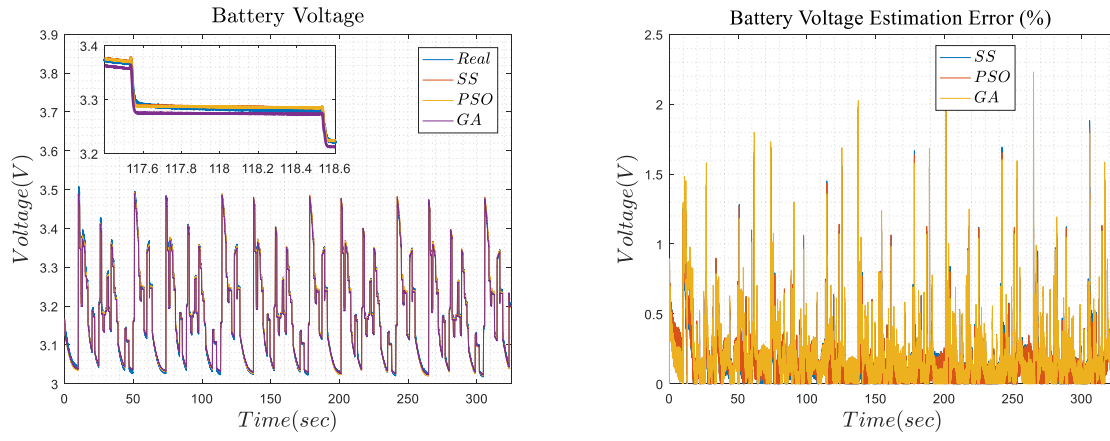 Battery Voltage
3.9
3.8
3.7
3.6
3.5
3.4
3.3
3.2
3.1
3
Voltage(V)
0 50 100 150 200 250 300
Time(sec)
3.4
3.3
3.2
117.6 117.8 118 118.2 118.4 118.6
Real
SS
PSO
GA
Battery Voltage Estimation Error (%)
2.5
2
1.5
1
0.5
0
Voltage(V)
0 50 100 150 200 250 300
Time(sec)
SS
PSO
GA